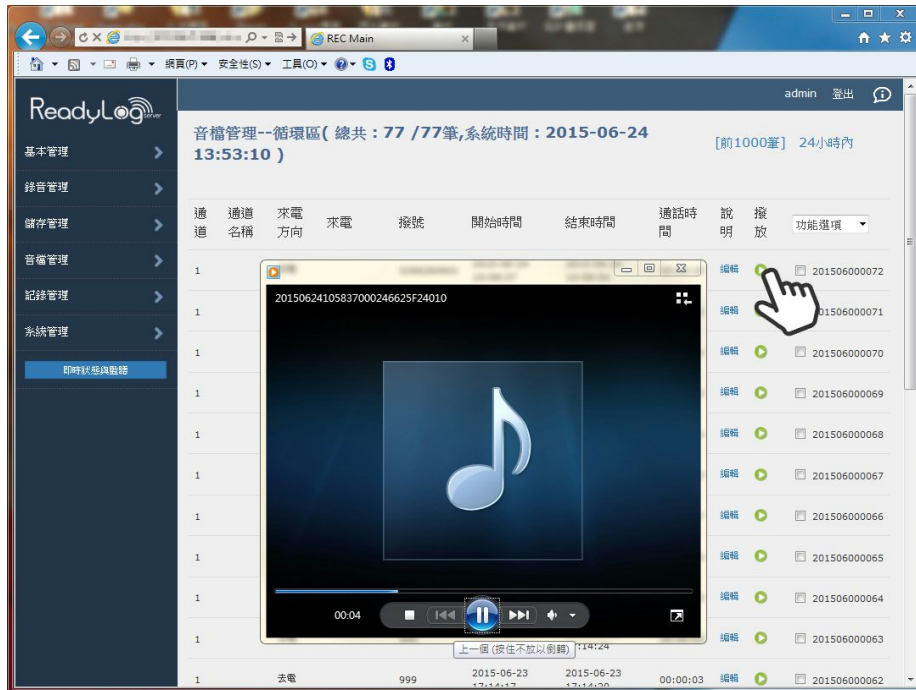 REC Main
網頁(P) 安全性(S) 工具(O)
admin 登出
ReadyLog Server
基本管理
錄音管理
儲存管理
音檔管理
記錄管理
系統管理
音檔管理--循環區( 總共：77 /77筆,系統時間：2015-06-24
13:53:10 )
[前1000筆] 24小時內
通道 通道名稱 來電方向 來電 撥號 開始時間 結束時間 通話時間 說明 撥放 功能選項
1 編輯 201506000072
20150624105837000246625F24010
1 201506000071
1 編輯 201506000070
1 編輯 201506000069
1 編輯 201506000068
1 編輯 201506000067
1 編輯 201506000066
1 編輯 201506000065
1 編輯 201506000064
00:04
1 編輯 201506000063
上一個 (按住不放以倒轉)
:14:24
1 去電 999 2015-06-23 2015-06-23 00:00:03 編輯 201506000062
17:14:17 17:14:20